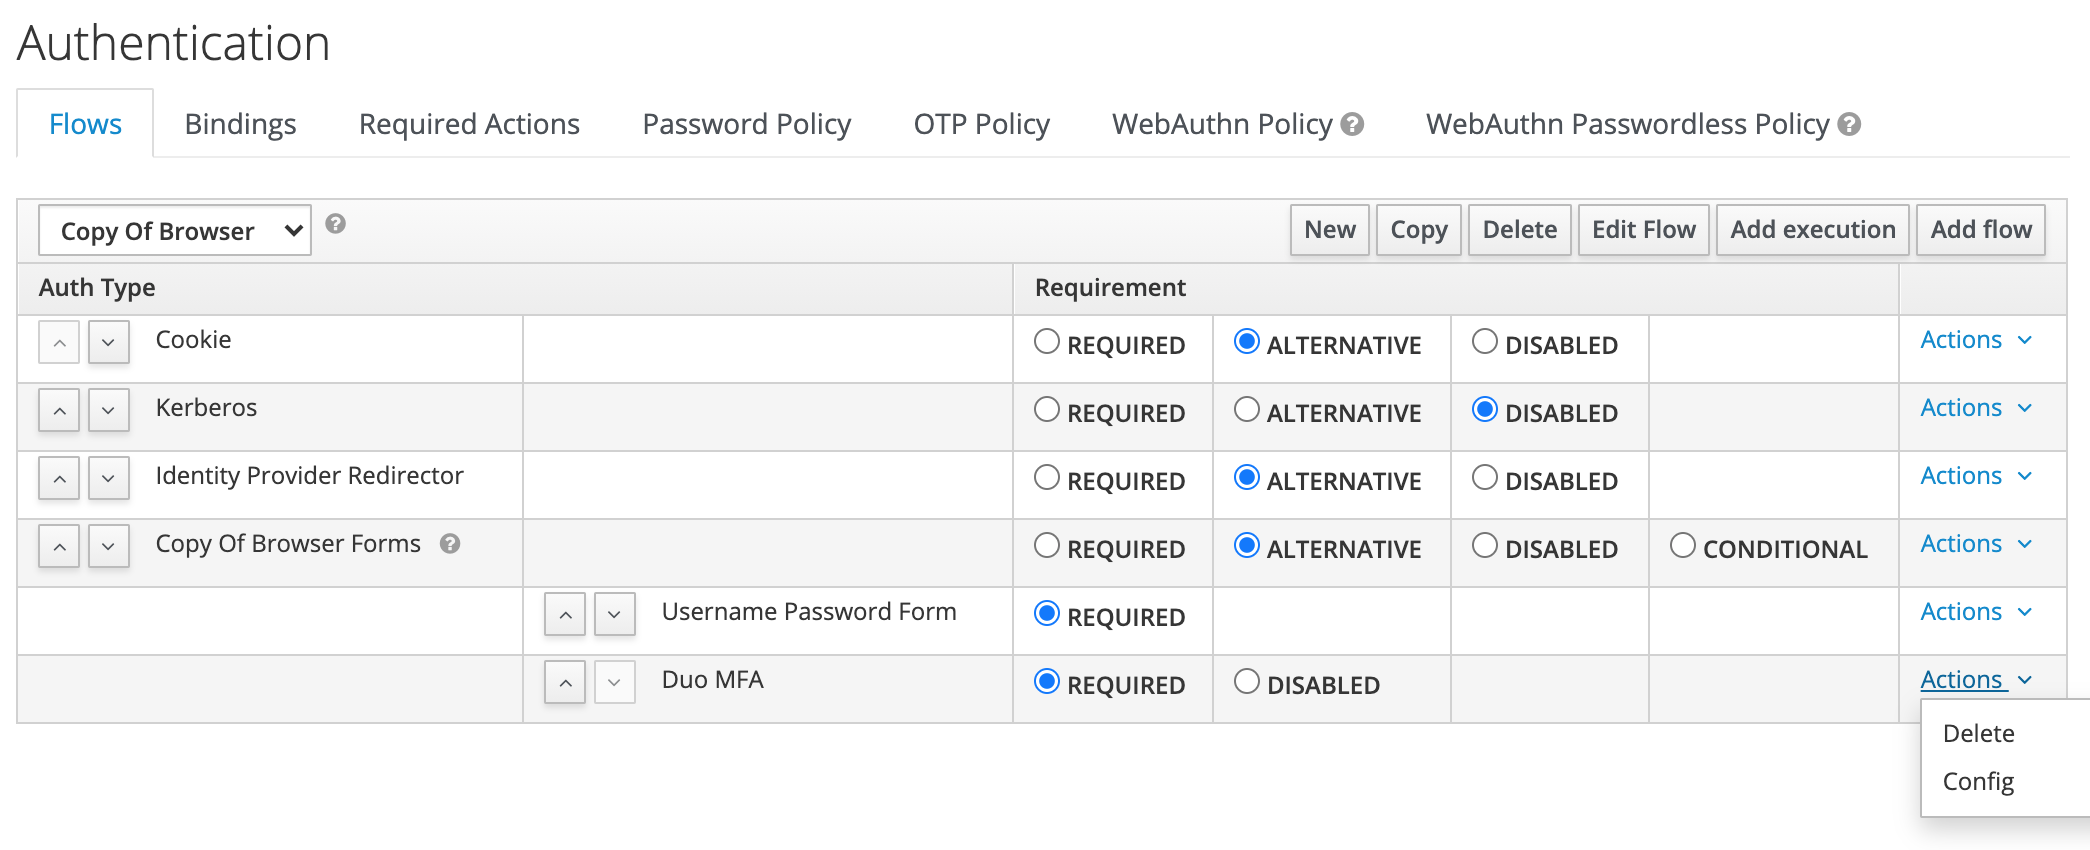 Authentication
Flows Bindings Required Actions Password Policy OTP Policy WebAuthn Policy ? WebAuthn Passwordless Policy ?
Copy Of Browser ? New Copy Delete Edit Flow Add execution Add flow
Auth Type Requirement
Cookie REQUIRED ALTERNATIVE DISABLED Actions
Kerberos REQUIRED ALTERNATIVE DISABLED Actions
Identity Provider Redirector REQUIRED ALTERNATIVE DISABLED Actions
Copy Of Browser Forms ? REQUIRED ALTERNATIVE DISABLED CONDITIONAL Actions
Username Password Form REQUIRED Actions
Duo MFA REQUIRED DISABLED Actions
Delete
Config